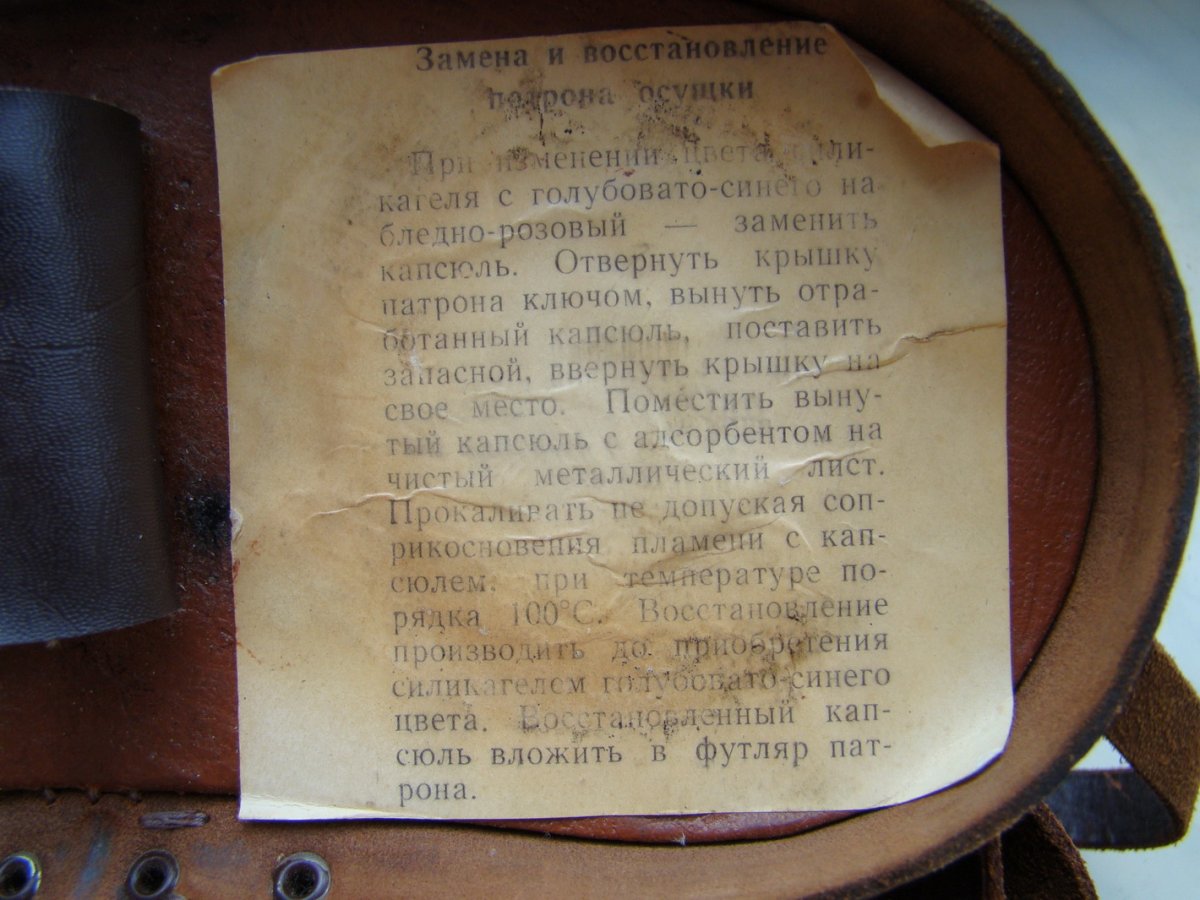 Замена и восстановление
патрона осушки
При изменении цвета сили-
кагеля с голубовато-синего на
бледно-розовый — заменить
капсюль. Отвернуть крышку
патрона ключом, вынуть отра-
ботанный капсюль, поставить
запасной, ввернуть крышку на
свое место. Поместить выну-
тый капсюль с адсорбентом на
чистый металлический лист.
Прокаливать не допуская соп-
рикосновения пламени с кап-
сюлем, при температуре по-
рядка 100°С. Восстановление
производить до приобретения
силикагелем голубовато-синего
цвета. Восстановленный кап-
сюль вложить в футляр пат-
рона.